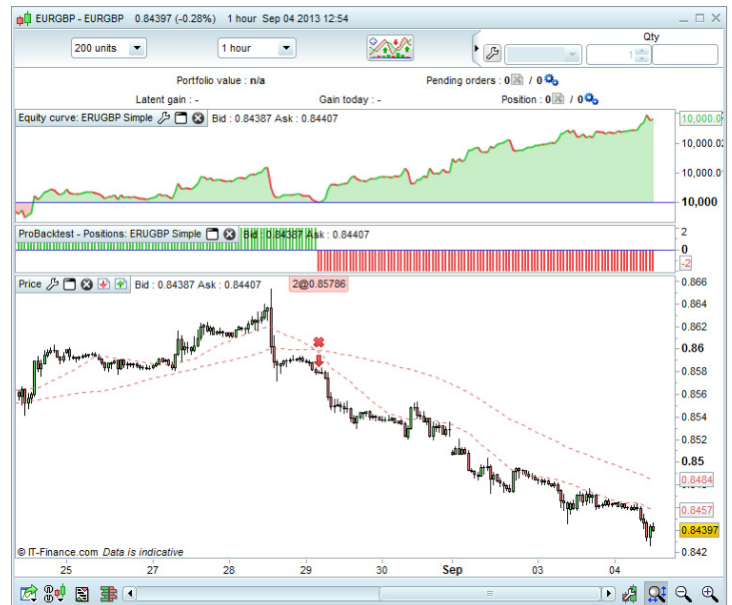 EURGBP - EURGBP 0.84397 (-0.28%) 1 hour Sep 04 2013 12:54
200 units 1 hour Qty
1
Portfolio value : n/a Pending orders : 0 / 0
Latent gain : - Gain today : - Position : 0 / 0
Equity curve: ERUGBP Simple Bid : 0.84387 Ask : 0.84407
10,000.0
10,000.02
10,000.0
10,000
ProBacktest - Positions: ERUGBP Simple Bid : 0.84387 Ask : 0.84407
2
0
-2
Price Bid : 0.84387 Ask : 0.84407 2@0.85786
0.866
0.864
0.862
0.86
0.858
0.856
0.854
0.852
0.85
0.8484
0.8457
0.84397
0.842
© IT-Finance.com Data is indicative
25 27 28 29 30 Sep 03 04